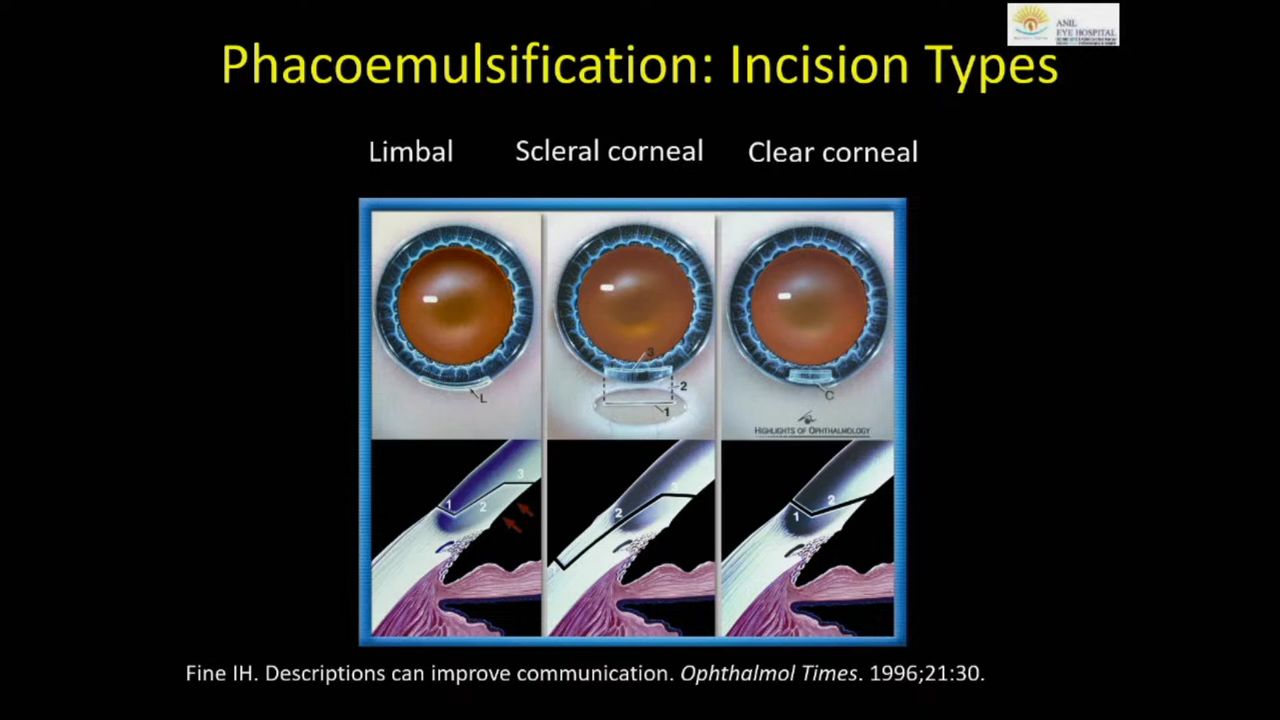 ANIL
EYE HOSPITAL
Phacoemulsification: Incision Types
Limbal
Scleral corneal
Clear corneal
3
2
1
L
C
HIGHLIGHTS OF OPHTHALMOLOGY
1
2
3
2
3
1
2
Fine IH. Descriptions can improve communication. Ophthalmol Times. 1996;21:30.